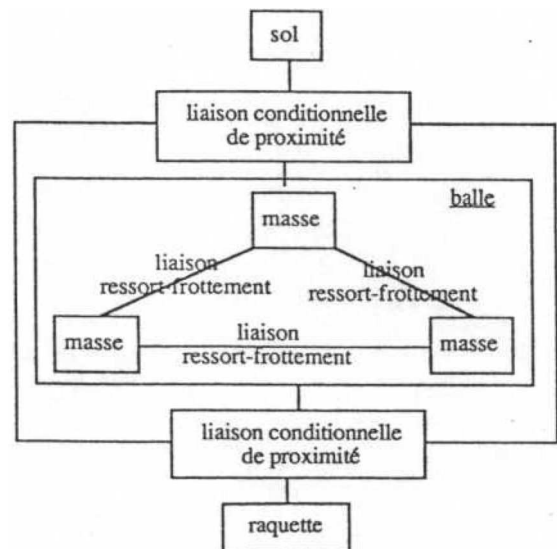 sol
liaison conditionnelle
de proximité
balle
masse
liaison
ressort-frottement
liaison
ressort-frottement
masse
liaison
ressort-frottement
masse
liaison conditionnelle
de proximité
raquette